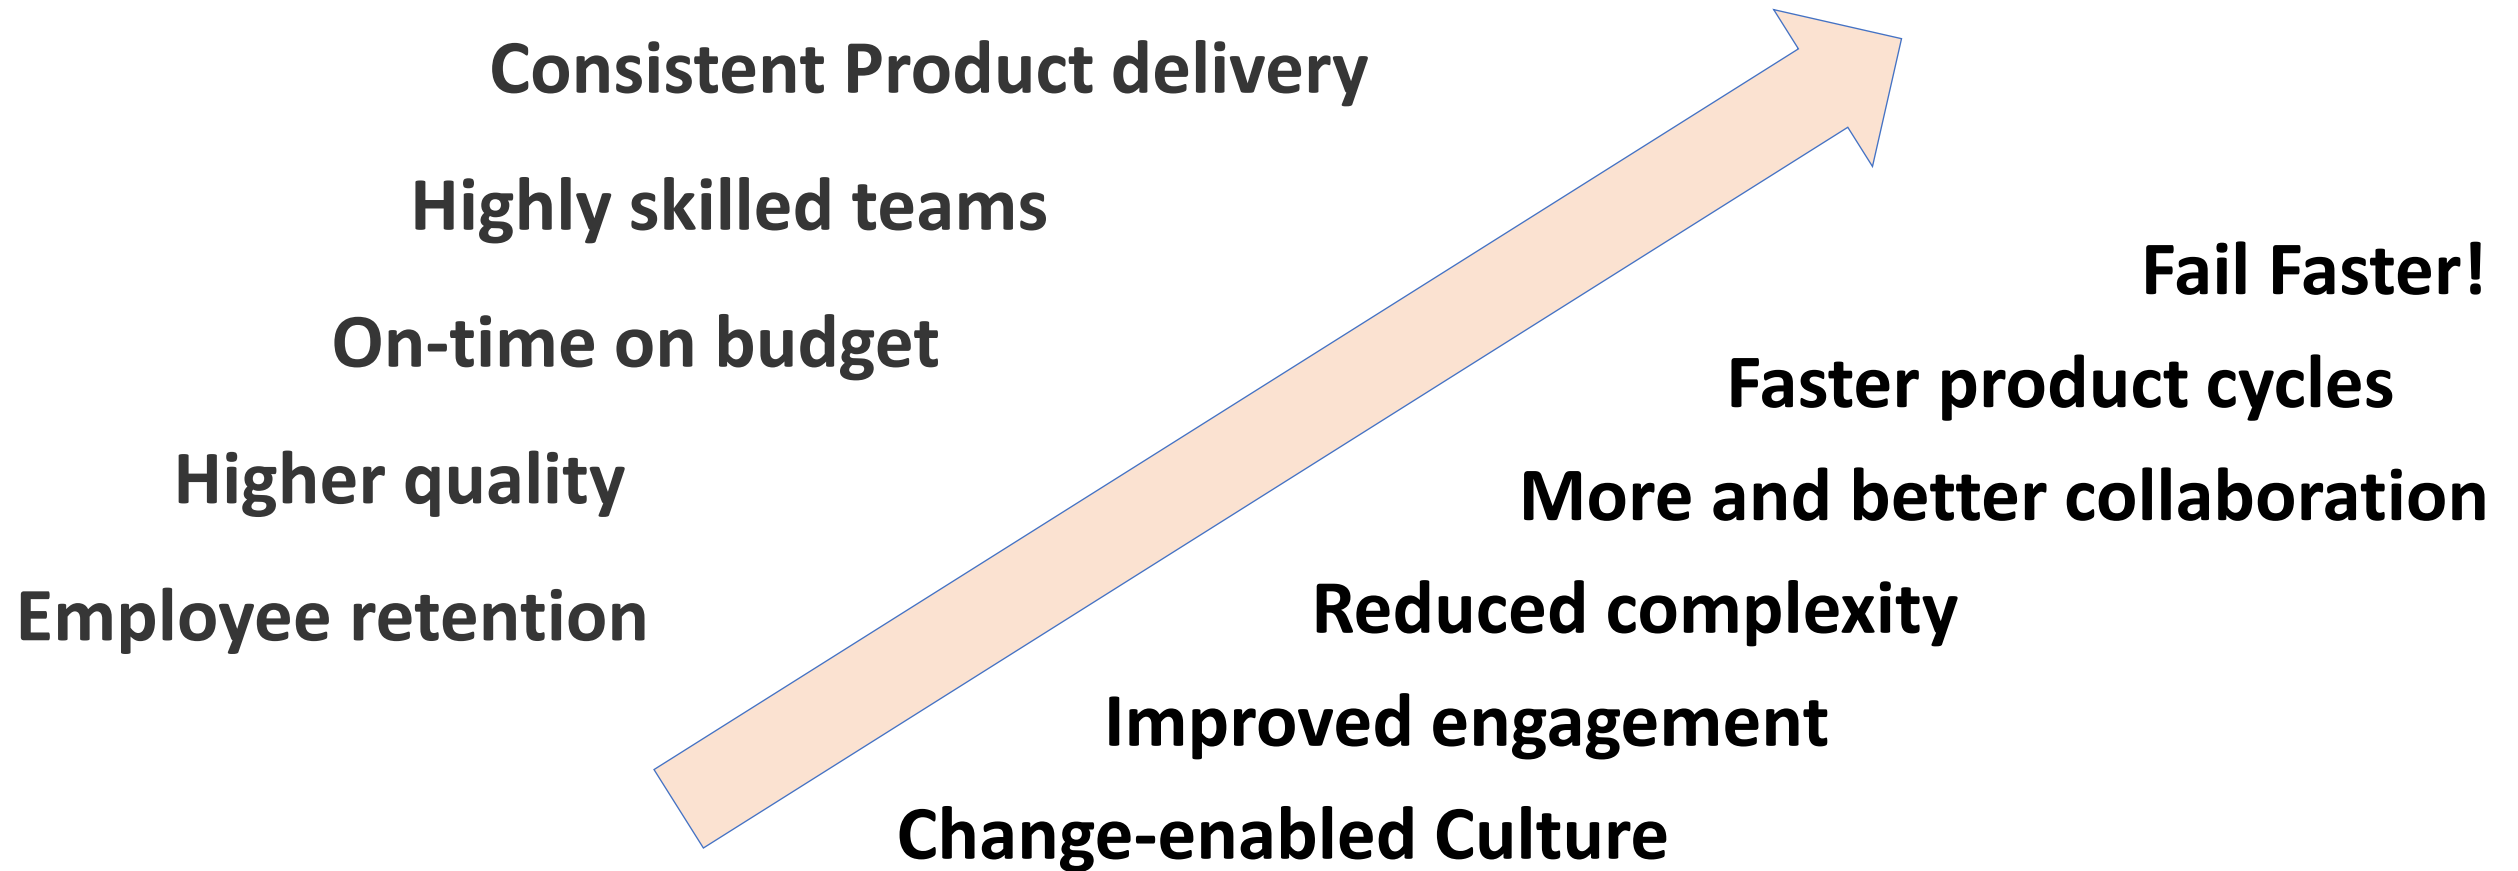 Consistent Product delivery
Highly skilled teams
On-time on budget
Higher quality
Employee retention
Fail Faster!
Faster product cycles
More and better collaboration
Reduced complexity
Improved engagement
Change-enabled Culture